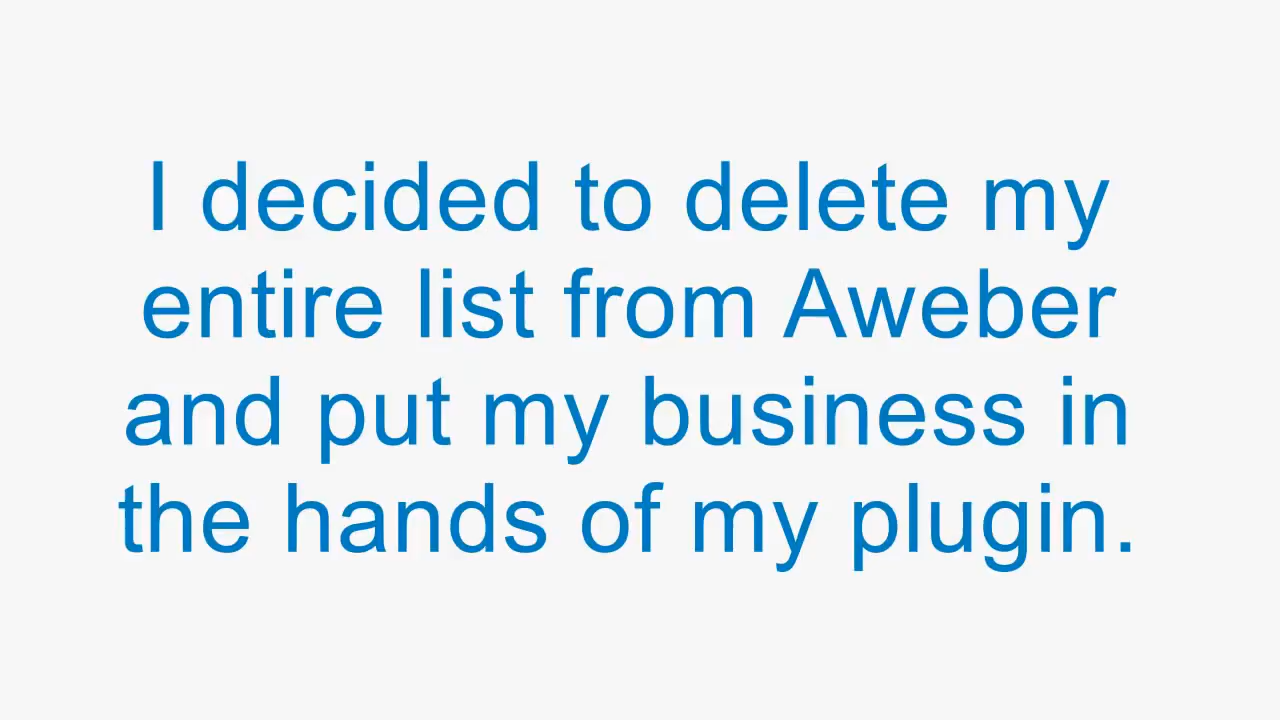 I decided to delete my
entire list from Aweber
and put my business in
the hands of my plugin.